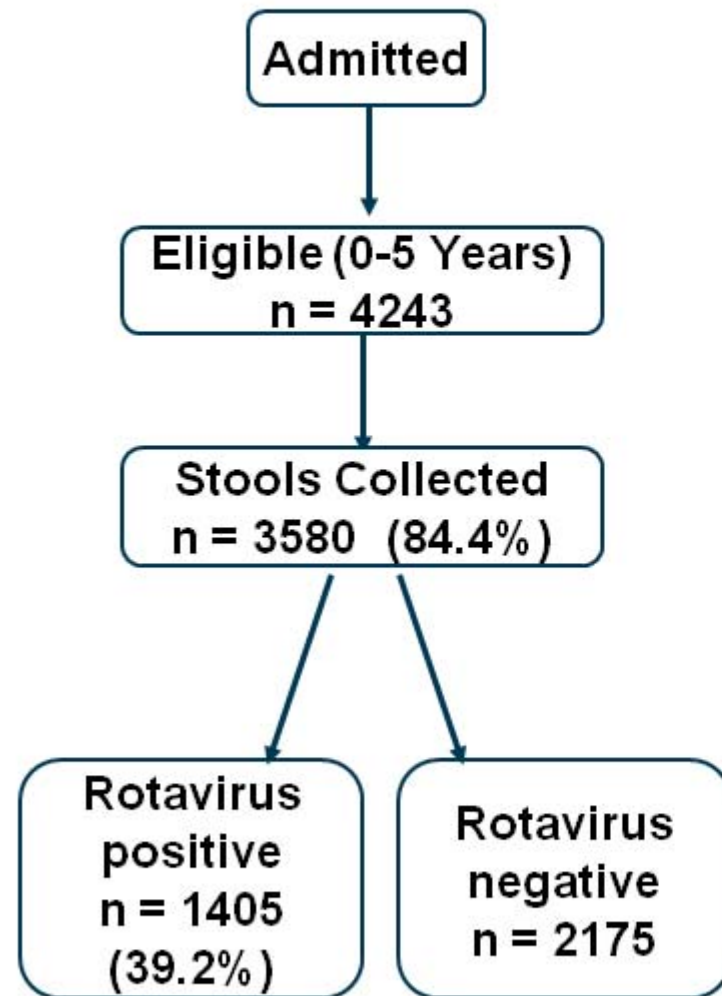 Admitted
Eligible (0-5 Years)
n = 4243
Stools Collected
n = 3580 (84.4%)
Rotavirus
positive
n = 1405
(39.2%)
Rotavirus
negative
n = 2175